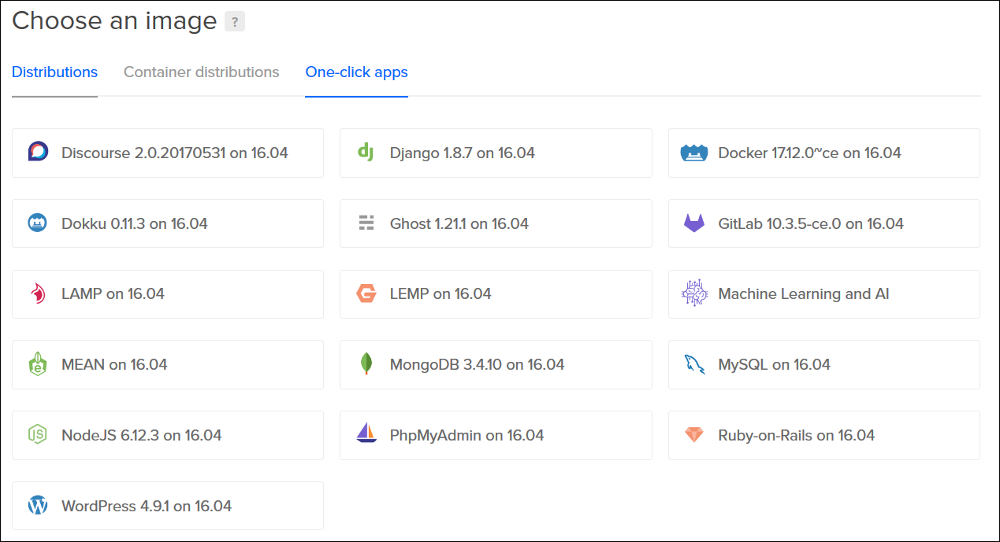 Choose an image ?
Distributions Container distributions One-click apps
Discourse 2.0.20170531 on 16.04
Django 1.8.7 on 16.04
Docker 17.12.0~ce on 16.04
Dokku 0.11.3 on 16.04
Ghost 1.21.1 on 16.04
GitLab 10.3.5-ce.0 on 16.04
LAMP on 16.04
LEMP on 16.04
Machine Learning and AI
MEAN on 16.04
MongoDB 3.4.10 on 16.04
MySQL on 16.04
NodeJS 6.12.3 on 16.04
PhpMyAdmin on 16.04
Ruby-on-Rails on 16.04
WordPress 4.9.1 on 16.04